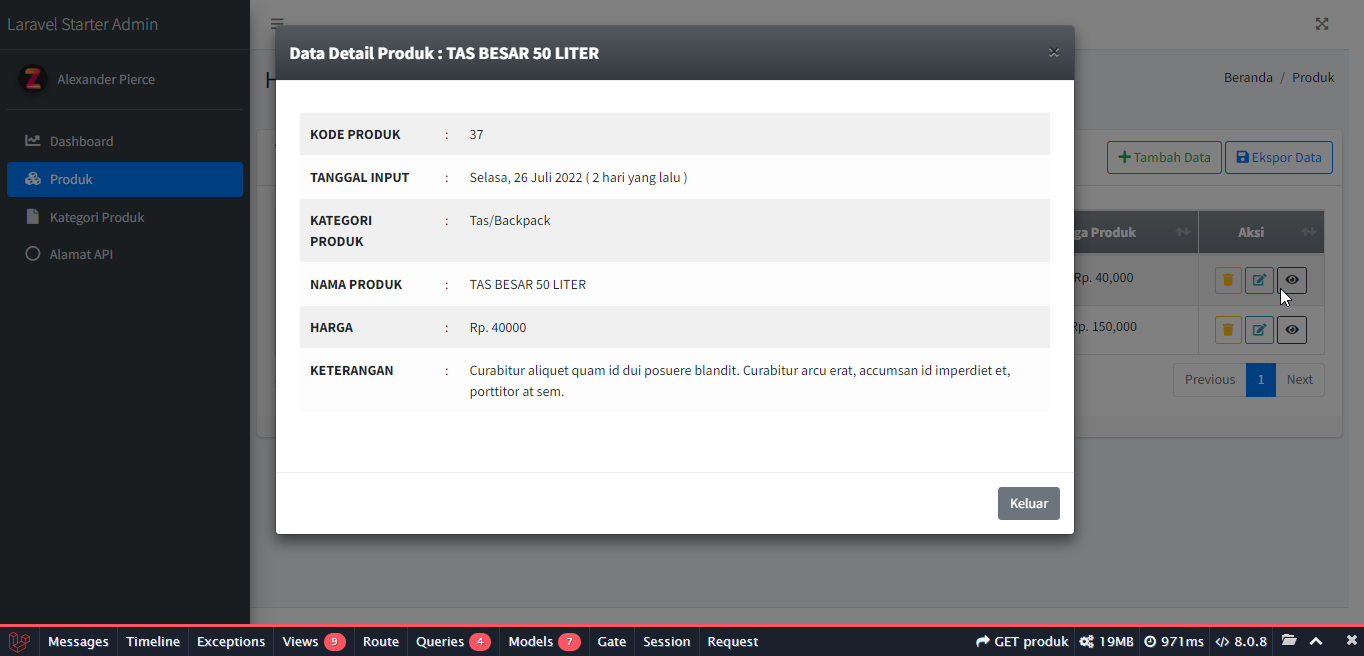 Laravel Starter Admin
Alexander Pierce
Dashboard
Produk
Kategori Produk
Alamat API
Beranda / Produk
Tambah Data
Ekspor Data
ga Produk
Aksi
Rp. 40,000
Rp. 150,000
Previous 1 Next
Data Detail Produk : TAS BESAR 50 LITER
×
KODE PRODUK : 37
TANGGAL INPUT : Selasa, 26 Juli 2022 ( 2 hari yang lalu )
KATEGORI : Tas/Backpack
PRODUK
NAMA PRODUK : TAS BESAR 50 LITER
HARGA : Rp. 40000
KETERANGAN : Curabitur aliquet quam id dui posuere blandit. Curabitur arcu erat, accumsan id imperdiet et,
porttitor at sem.
Keluar
Messages Timeline Exceptions Views 9 Route Queries 4 Models 7 Gate Session Request GET produk 19MB 971ms 8.0.8